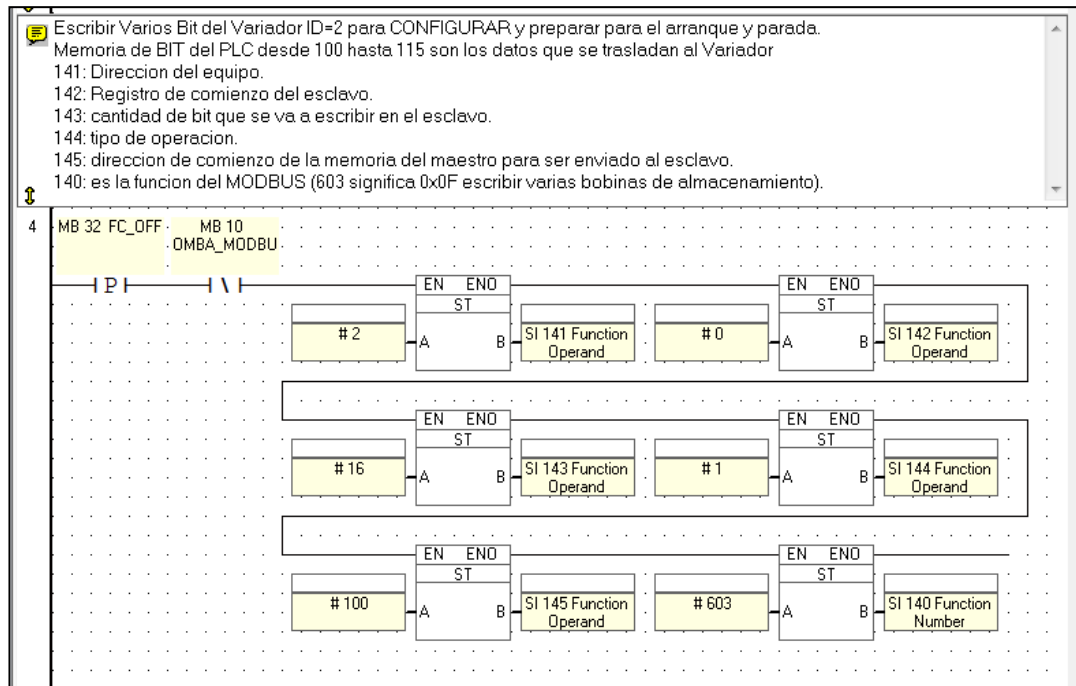 Escribir Varios Bit del Variador ID=2 para CONFIGURAR y preparar para el arranque y parada.
Memoria de BIT del PLC desde 100 hasta 115 son los datos que se trasladan al Variador
141: Direccion del equipo.
142: Registro de comienzo del esclavo.
143: cantidad de bit que se va a escribir en el esclavo.
144: tipo de operacion.
145: direccion de comienzo de la memoria del maestro para ser enviado al esclavo.
140: es la funcion del MODBUS (603 significa 0x0F escribir varias bobinas de almacenamiento).
4
MB 32 FC_OFF
MB 10
OMBA_MODBU
P
EN ENO
ST
# 2
A B
SI 141 Function
Operand
EN ENO
ST
# 0
A B
SI 142 Function
Operand
EN ENO
ST
# 16
A B
SI 143 Function
Operand
EN ENO
ST
# 1
A B
SI 144 Function
Operand
EN ENO
ST
# 100
A B
SI 145 Function
Operand
EN ENO
ST
# 603
A B
SI 140 Function
Number